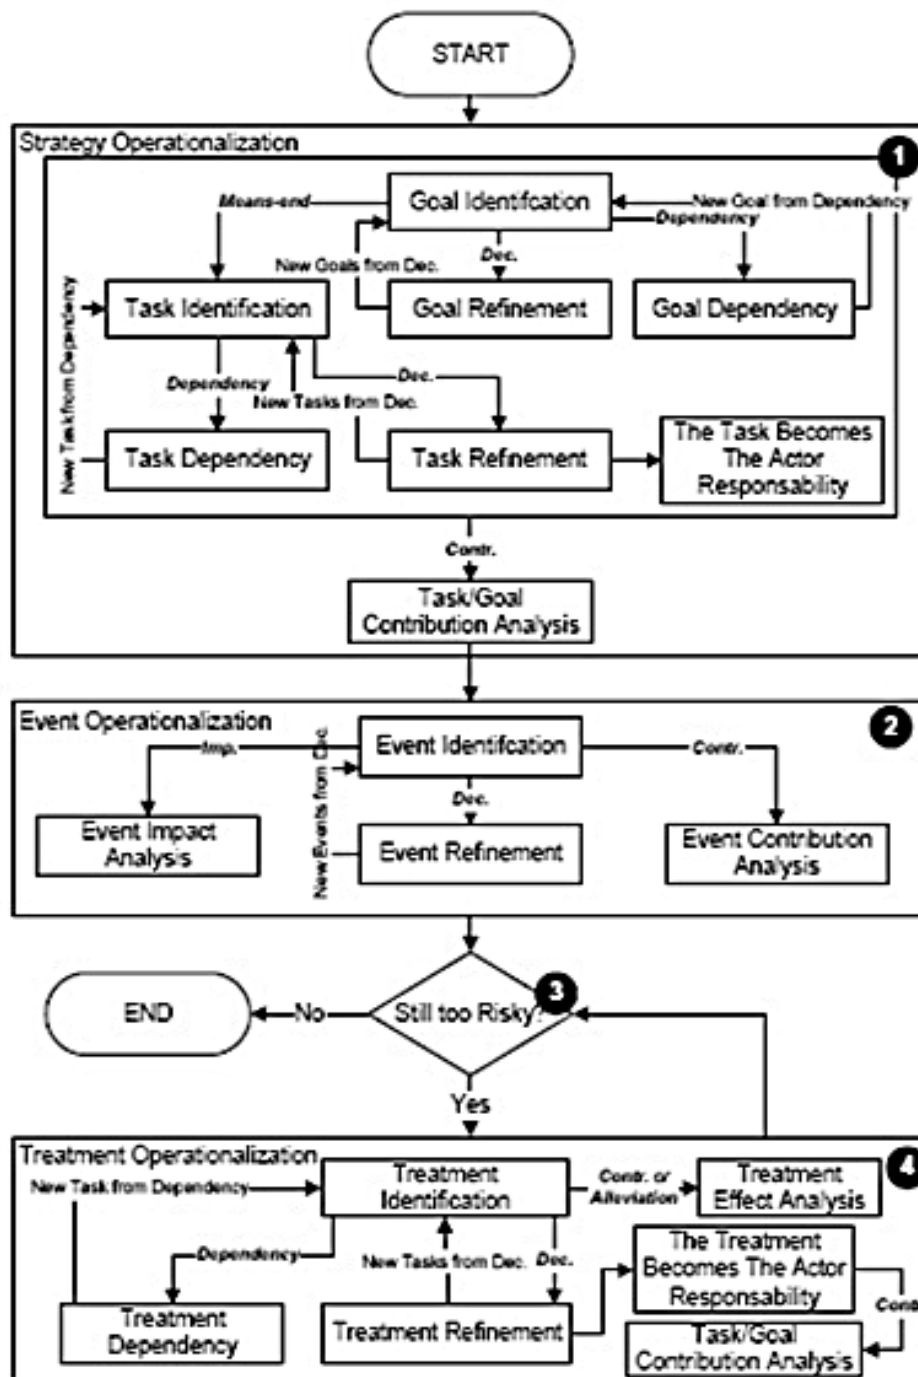 START
Strategy Operationalization
1
Means-end
Goal Identifcation
New Goal from Dependency
Dependency
Dec.
New Goals from Dec.
Task Identification
Goal Refinement
Goal Dependency
New Task from Dependency
Dependency
Dec.
New Tasks from Dec.
Task Dependency
Task Refinement
The Task Becomes
The Actor
Responsability
Contr.
Task/Goal
Contribution Analysis
Event Operationalization
2
Imp.
Event Identifcation
Contr.
New Events from Dec.
Dec.
Event Impact
Analysis
Event Refinement
Event Contribution
Analysis
3
END
No
Still too Risky?
Yes
Treatment Operationalization
4
New Task from Dependency
Treatment
Identification
Contr. or
Alleviation
Treatment
Effect Analysis
Dependency
New Tasks from Dec.
Dec.
The Treatment
Becomes The Actor
Responsability
Contr
Treatment
Dependency
Treatment Refinement
Task/Goal
Contribution Analysis